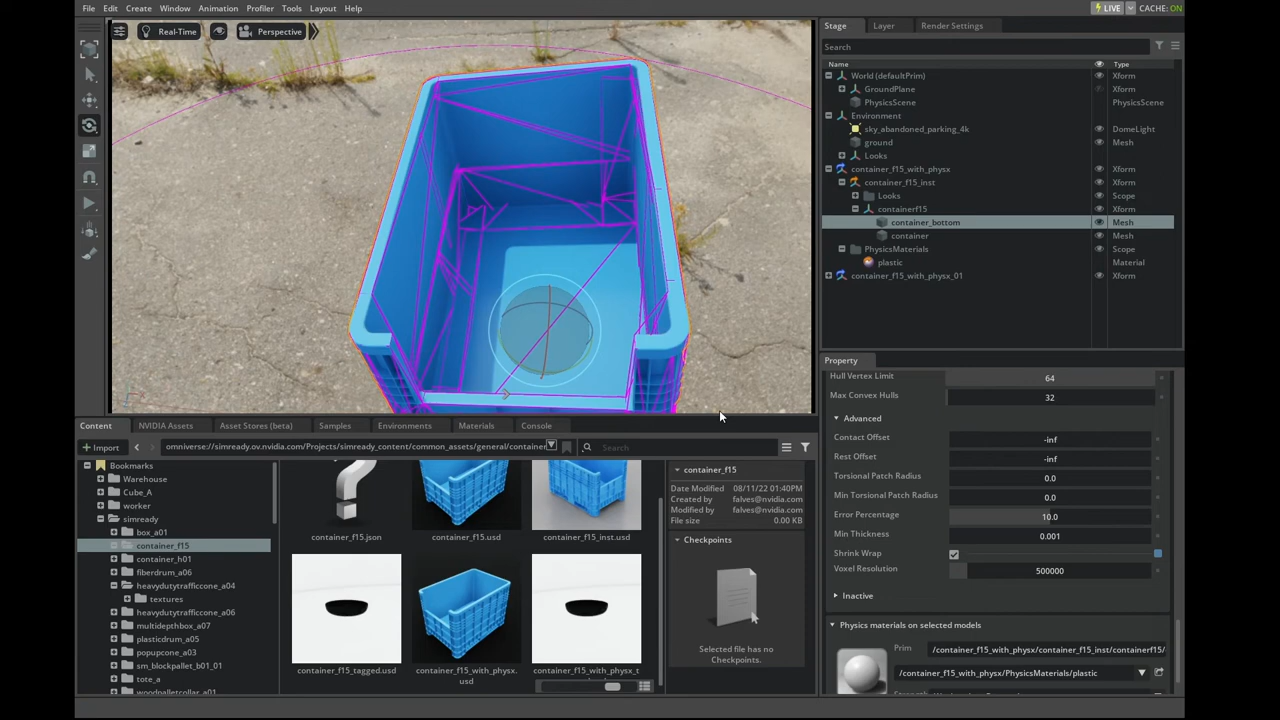 File Edit Create Window Animation Profiler Tools Layout Help
LIVE CACHE: ON
Real-Time Perspective
Stage Layer Render Settings
Search
Name Type
World (defaultPrim) Xform
GroundPlane Xform
PhysicsScene PhysicsScene
Environment Xform
sky_abandoned_parking_4k DomeLight
ground Mesh
Looks Xform
container_f15_with_physx Xform
container_f15_inst Xform
Looks Scope
containerf15 Xform
container_bottom Mesh
container Mesh
PhysicsMaterials Scope
plastic Material
container_f15_with_physx_01 Xform
Property
Hull Vertex Limit 64
Max Convex Hulls 32
Advanced
Contact Offset -inf
Rest Offset -inf
Torsional Patch Radius 0.0
Min Torsional Patch Radius 0.0
Error Percentage 10.0
Min Thickness 0.001
Shrink Wrap
Voxel Resolution 500000
Inactive
Physics materials on selected models
Prim /container_f15_with_physx/container_f15_inst/containerf15/
/container_f15_with_physx/PhysicsMaterials/plastic
Content NVIDIA Assets Asset Stores (beta) Samples Environments Materials Console
Import omniverse://simready.ov.nvidia.com/Projects/simready_content/common_assets/general/container Search
Bookmarks
Warehouse
Cube_A
worker
simready
box_a01
container_f15
container_h01
fiberdrum_a06
heavydutytrafficcone_a04
textures
heavydutytrafficcone_a06
multidepthbox_a07
plasticdrum_a05
popupcone_a03
sm_blockpallet_b01_01
tote_a
woodpalletcollar_a01
container_f15.json container_f15.usd container_f15_inst.usd
container_f15_tagged.usd container_f15_with_physx.
usd
container_f15_with_physx_t
container_f15
Date Modified 08/11/22 01:40PM
Created by falves@nvidia.com
Modified by falves@nvidia.com
File size 0.00 KB
Checkpoints
Selected file has no
Checkpoints.